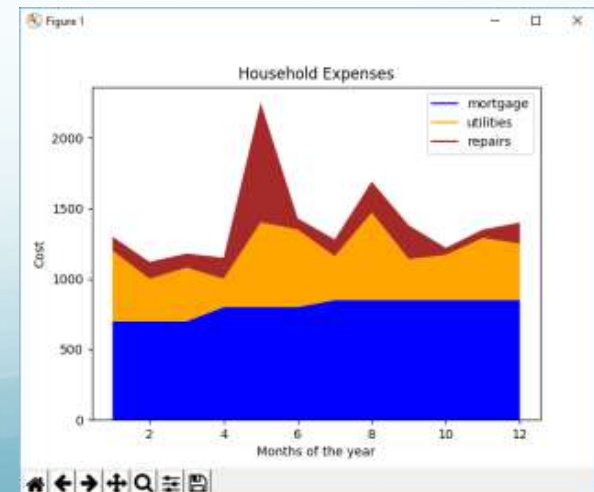 Figure 1
Household Expenses
mortgage
utilities
repairs
2000
1500
1000
500
0
Cost
2 4 6 8 10 12
Months of the year